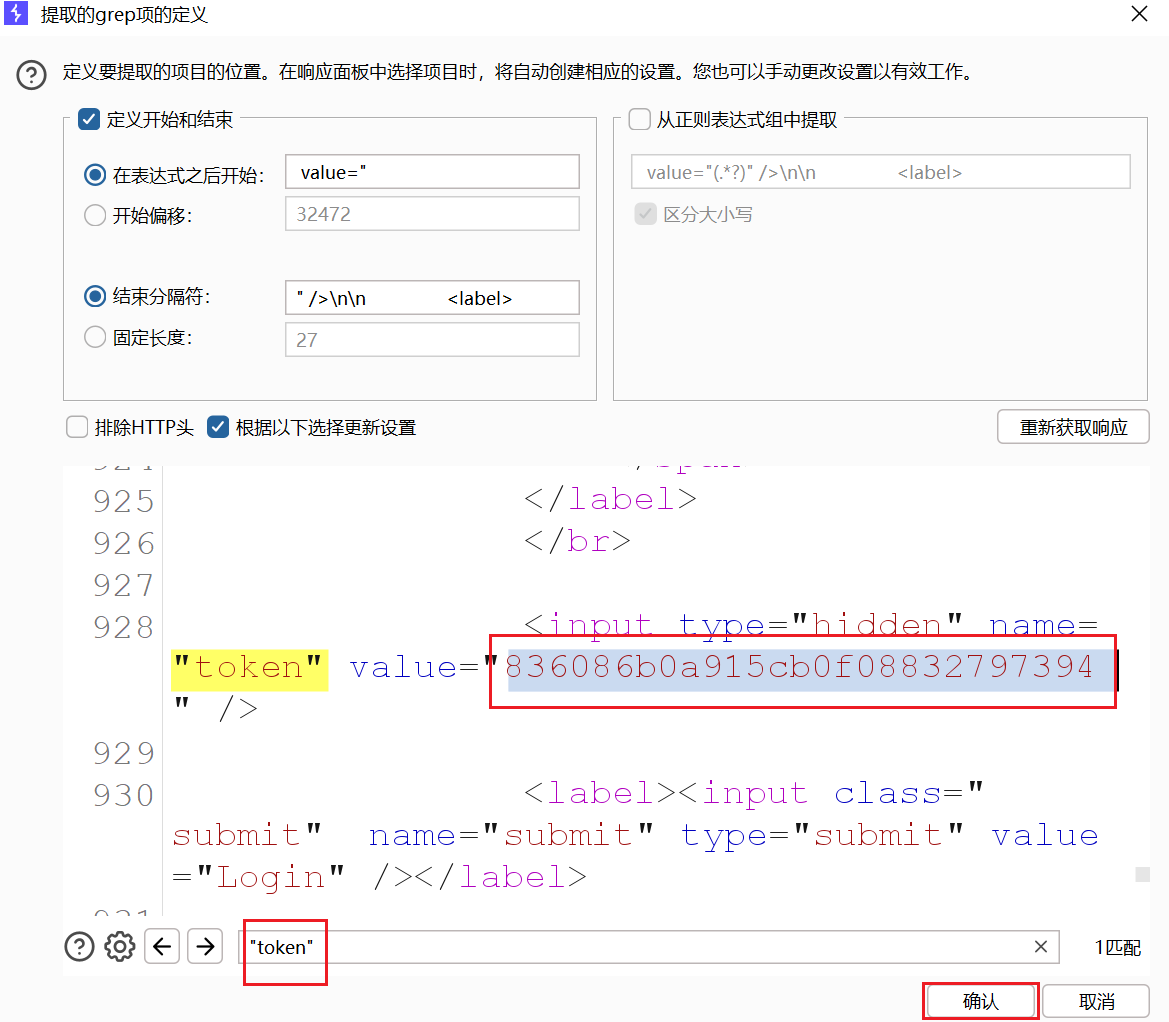 提取的grep项的定义
定义要提取的项目的位置。在响应面板中选择项目时，将自动创建相应的设置。您也可以手动更改设置以有效工作。
定义开始和结束
在表达式之后开始： value="
开始偏移： 32472
结束分隔符： " />\n\n                <label>
固定长度： 27
从正则表达式组中提取
value="(.*?)" />\n\n                <label>
区分大小写
排除HTTP头 根据以下选择更新设置 重新获取响应
925 </label>
926 </br>
927
928 <input type="hidden" name=
"token" value="836086b0a915cb0f08832797394
" />
929
930 <label><input class="
submit"  name="submit" type="submit" value
="Login" /></label>
"token" 1匹配
确认 取消